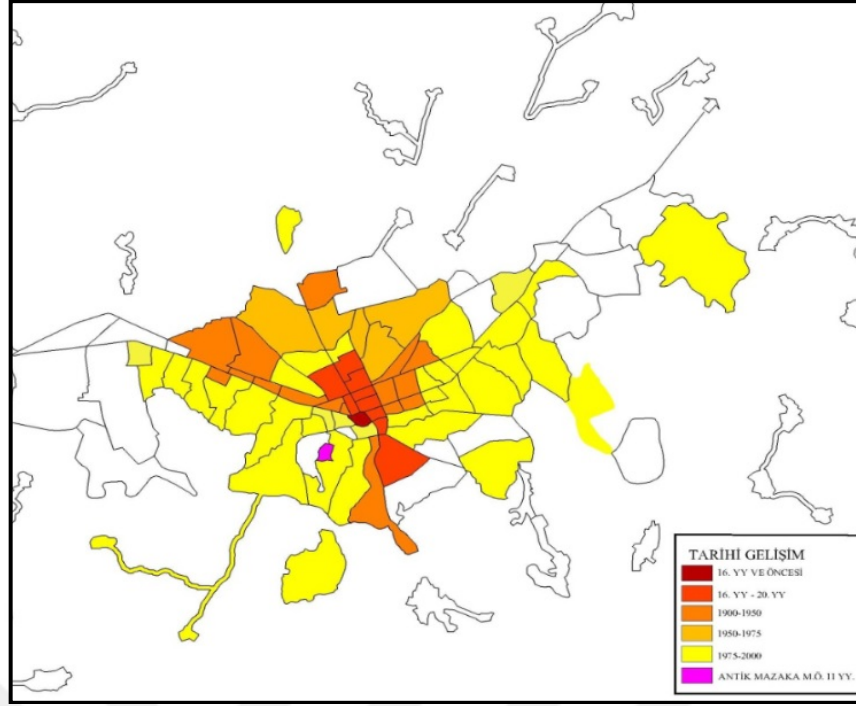 TARİHİ GELİŞİM
16. YY VE ÖNCESİ
16. YY - 20. YY
1900-1950
1950-1975
1975-2000
ANTİK MAZAKA M.Ö. II YY.